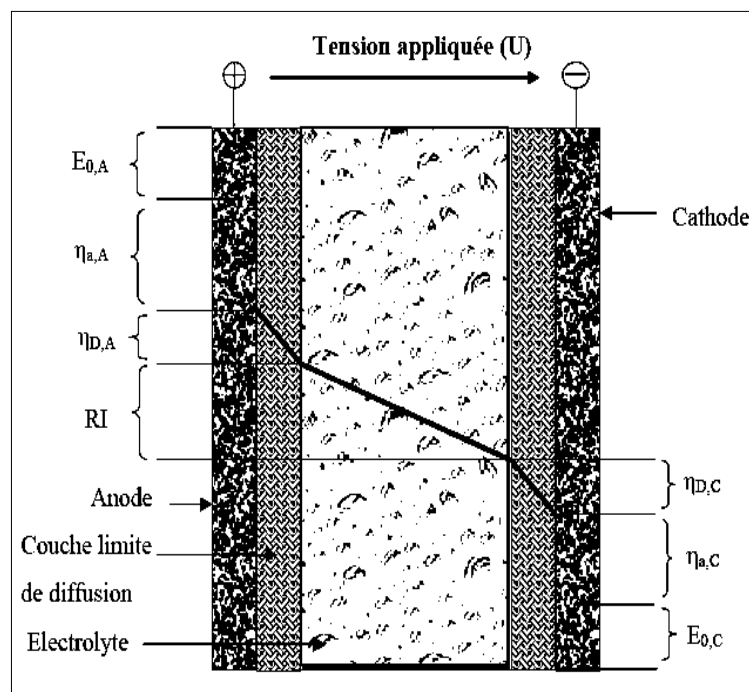 Tension appliquée (U)
+
−
E0,A
ηa,A
ηD,A
RI
Anode
Couche limite
de diffusion
Electrolyte
Cathode
ηD,C
ηa,C
E0,C